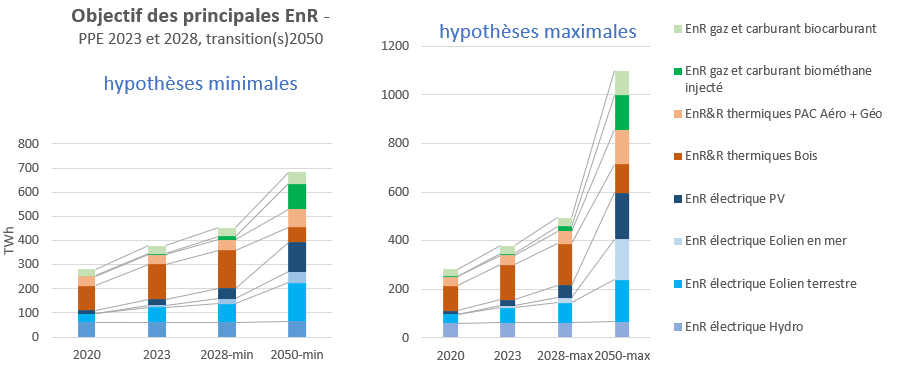 Objectif des principales EnR -
PPE 2023 et 2028, transition(s)2050
hypothèses minimales
800
700
600
500
400
300
200
100
0
TWh
2020 2023 2028-min 2050-min
hypothèses maximales
1200
1000
800
600
400
200
0
2020 2023 2028-max 2050-max
EnR gaz et carburant biocarburant
EnR gaz et carburant biométhane
injecté
EnR&R thermiques PAC Aéro + Géo
EnR&R thermiques Bois
EnR électrique PV
EnR électrique Eolien en mer
EnR électrique Eolien terrestre
EnR électrique Hydro